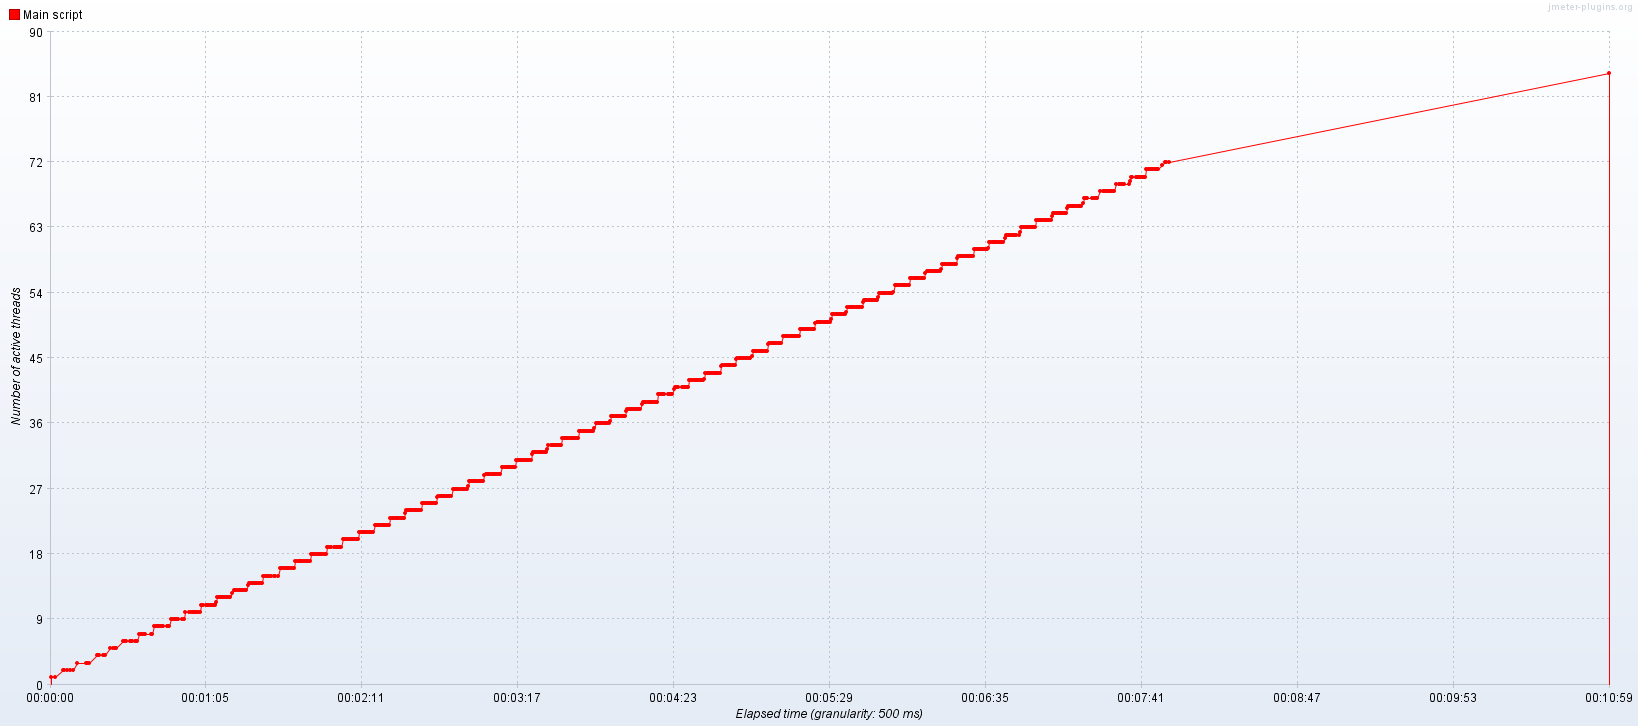 Main script
jmeter-plugins.org
90
81
72
63
54
45
36
27
18
9
0
Number of active threads
00:00:00 00:01:05 00:02:11 00:03:17 00:04:23 00:05:29 00:06:35 00:07:41 00:08:47 00:09:53 00:10:59
Elapsed time (granularity: 500 ms)